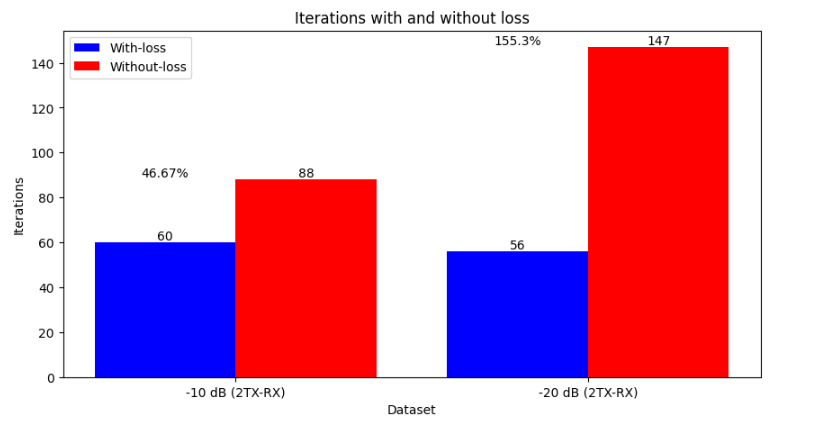 Iterations with and without loss
With-loss
Without-loss
155.3%
147
46.67%
88
60
56
Iterations
140
120
100
80
60
40
20
0
-10 dB (2TX-RX)
-20 dB (2TX-RX)
Dataset